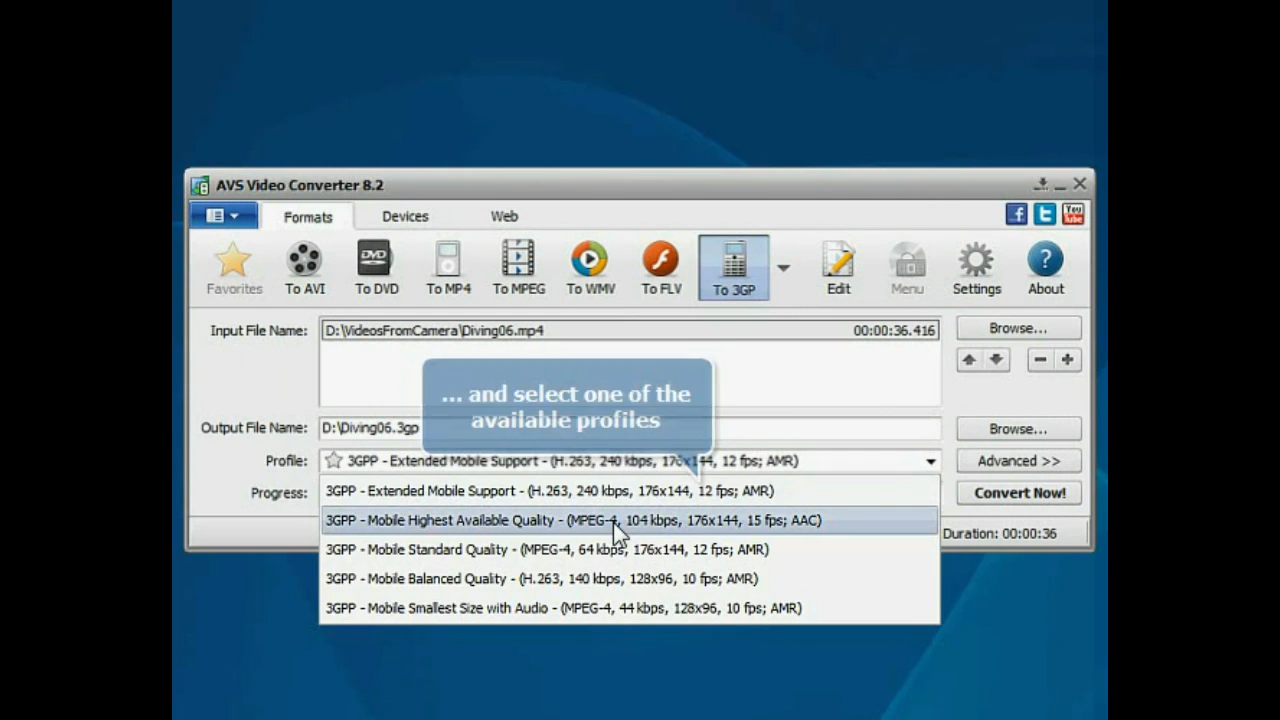 AVS Video Converter 8.2
Formats Devices Web
f t You Tube
Favorites To AVI To DVD To MP4 To MPEG To WMV To FLV To 3GP Edit Menu Settings About
DVD
Input File Name: D:\VideosFromCamera\Diving06.mp4 00:00:36.416 Browse...
... and select one of the
available profiles
Output File Name: D:\Diving06.3gp Browse...
Profile: 3GPP - Extended Mobile Support - (H.263, 240 kbps, 176x144, 12 fps; AMR) Advanced >>
Progress: 3GPP - Extended Mobile Support - (H.263, 240 kbps, 176x144, 12 fps; AMR) Convert Now!
3GPP - Mobile Highest Available Quality - (MPEG-4, 104 kbps, 176x144, 15 fps; AAC)
Duration: 00:00:36
3GPP - Mobile Standard Quality - (MPEG-4, 64 kbps, 176x144, 12 fps; AMR)
3GPP - Mobile Balanced Quality - (H.263, 140 kbps, 128x96, 10 fps; AMR)
3GPP - Mobile Smallest Size with Audio - (MPEG-4, 44 kbps, 128x96, 10 fps; AMR)